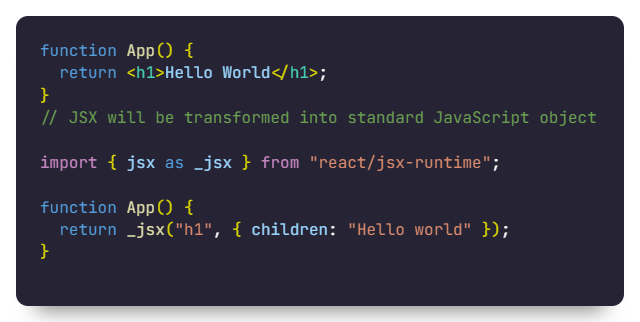 function App() {
  return <h1>Hello World</h1>;
}
// JSX will be transformed into standard JavaScript object

import { jsx as _jsx } from "react/jsx-runtime";

function App() {
  return _jsx("h1", { children: "Hello world" });
}